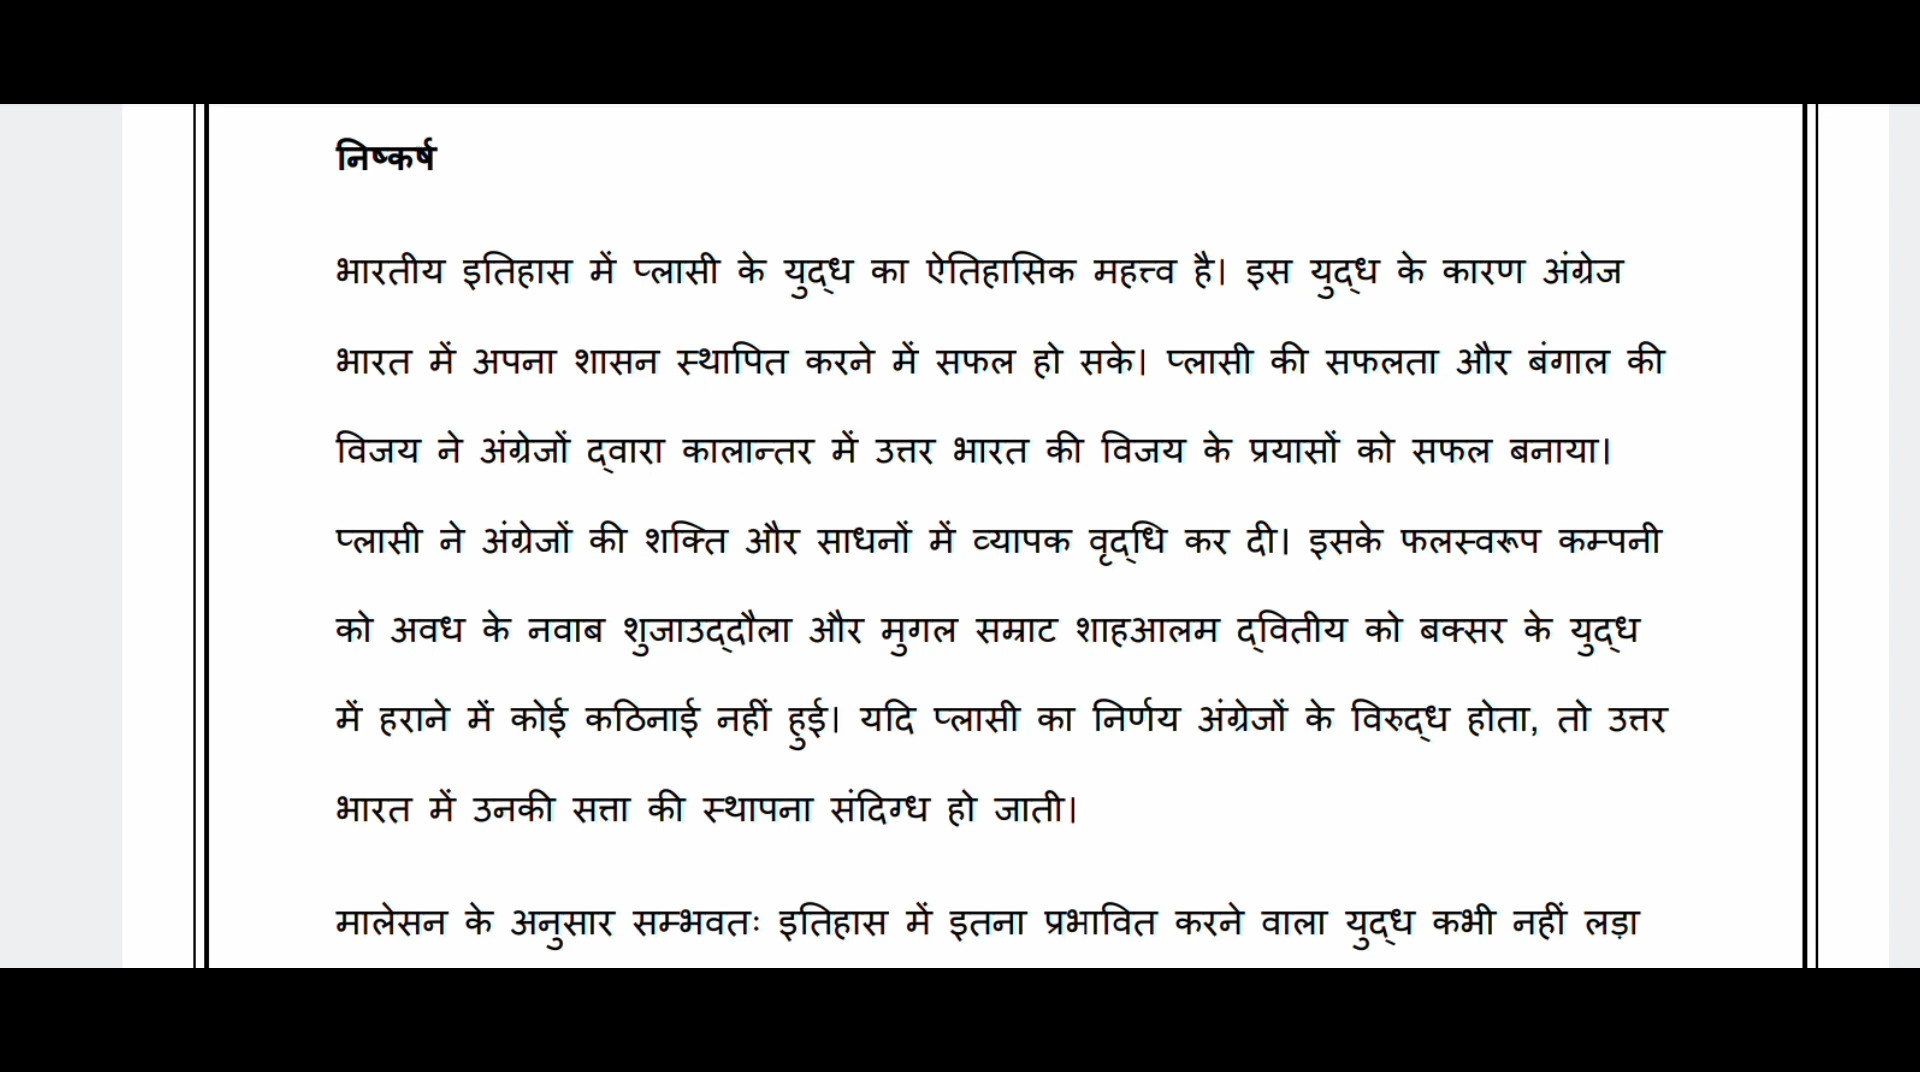 निष्कर्ष
भारतीय इतिहास में प्लासी के युद्ध का ऐतिहासिक महत्त्व है। इस युद्ध के कारण अंग्रेज
भारत में अपना शासन स्थापित करने में सफल हो सके। प्लासी की सफलता और बंगाल की
विजय ने अंग्रेजों द्वारा कालान्तर में उत्तर भारत की विजय के प्रयासों को सफल बनाया।
प्लासी ने अंग्रेजों की शक्ति और साधनों में व्यापक वृद्धि कर दी। इसके फलस्वरूप कम्पनी
को अवध के नवाब शुजाउद्दौला और मुगल सम्राट शाहआलम द्वितीय को बक्सर के युद्ध
में हराने में कोई कठिनाई नहीं हुई। यदि प्लासी का निर्णय अंग्रेजों के विरुद्ध होता, तो उत्तर
भारत में उनकी सत्ता की स्थापना संदिग्ध हो जाती।
मालेसन के अनुसार सम्भवतः इतिहास में इतना प्रभावित करने वाला युद्ध कभी नहीं लड़ा